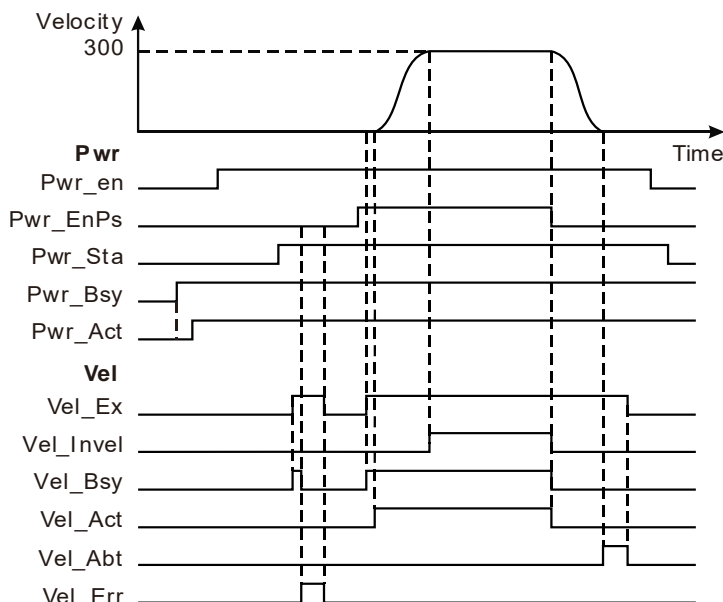 Velocity
300
Time
Pwr
Pwr_en
Pwr_EnPs
Pwr_Sta
Pwr_Bsy
Pwr_Act
Vel
Vel_Ex
Vel_Invel
Vel_Bsy
Vel_Act
Vel_Abt
Vel_Err